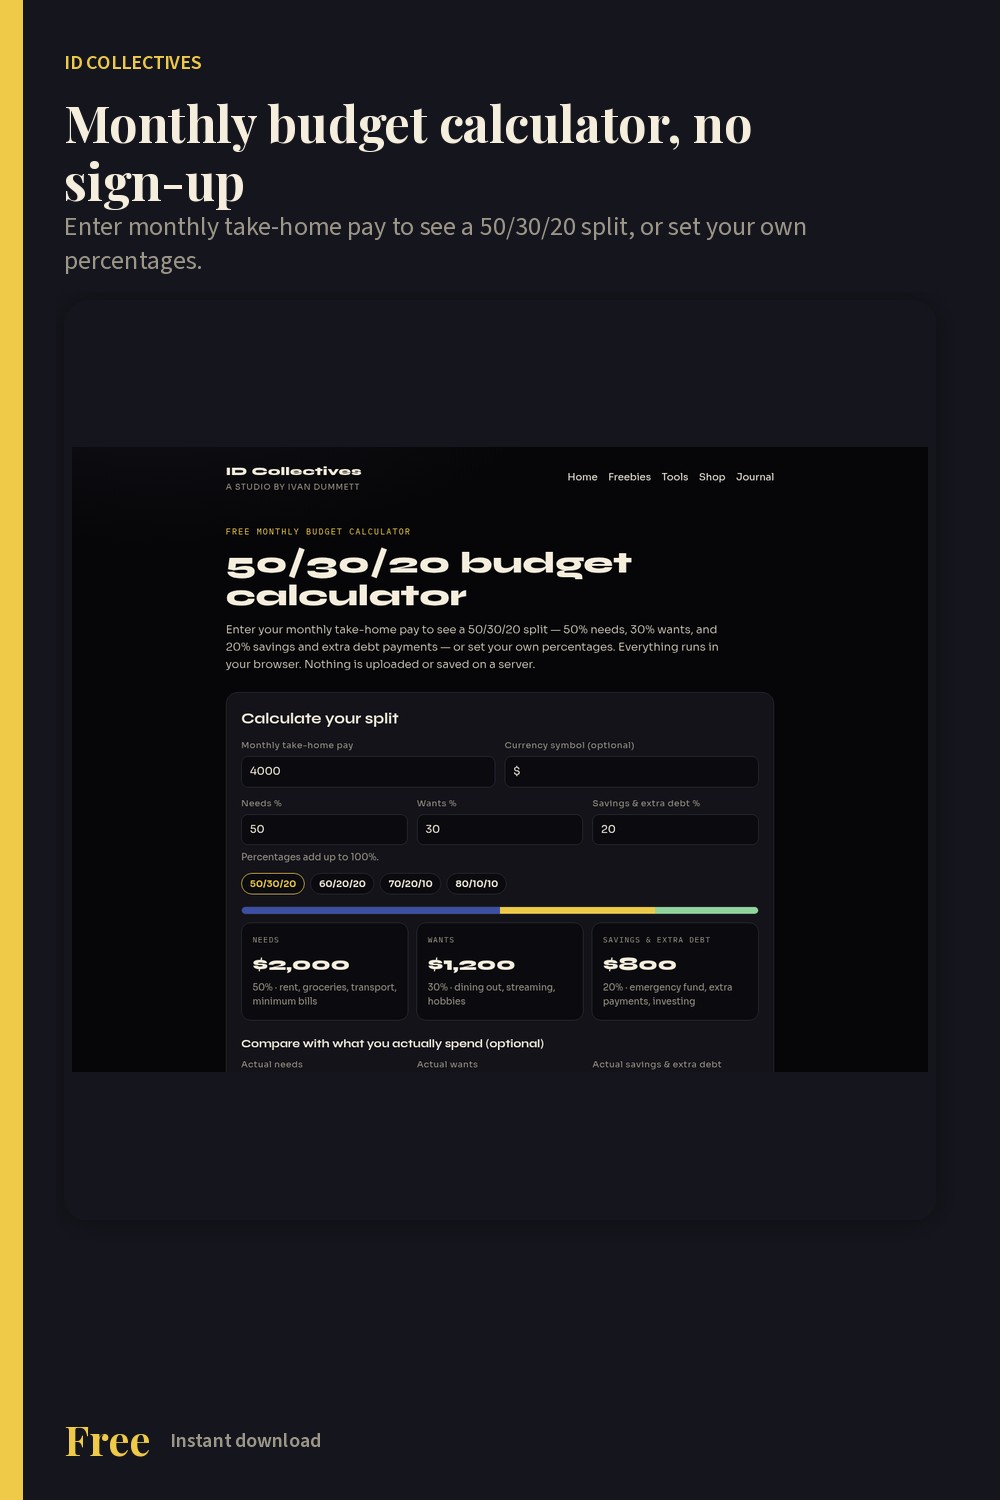 ID COLLECTIVES
Monthly budget calculator, no
sign-up
Enter monthly take-home pay to see a 50/30/20 split, or set your own
percentages.
ID Collectives
A STUDIO BY IVAN DUMMETT
Home Freebies Tools Shop Journal
FREE MONTHLY BUDGET CALCULATOR
50/30/20 budget
calculator
Enter your monthly take-home pay to see a 50/30/20 split — 50% needs, 30% wants, and
20% savings and extra debt payments — or set your own percentages. Everything runs in
your browser. Nothing is uploaded or saved on a server.
Calculate your split
Monthly take-home pay Currency symbol (optional)
4000 $
Needs % Wants % Savings & extra debt %
50 30 20
Percentages add up to 100%.
50/30/20 60/20/20 70/20/10 80/10/10
NEEDS WANTS SAVINGS & EXTRA DEBT
$2,000 $1,200 $800
50% · rent, groceries, transport, 30% · dining out, streaming, 20% · emergency fund, extra
minimum bills hobbies payments, investing
Compare with what you actually spend (optional)
Actual needs Actual wants Actual savings & extra debt
Free Instant download